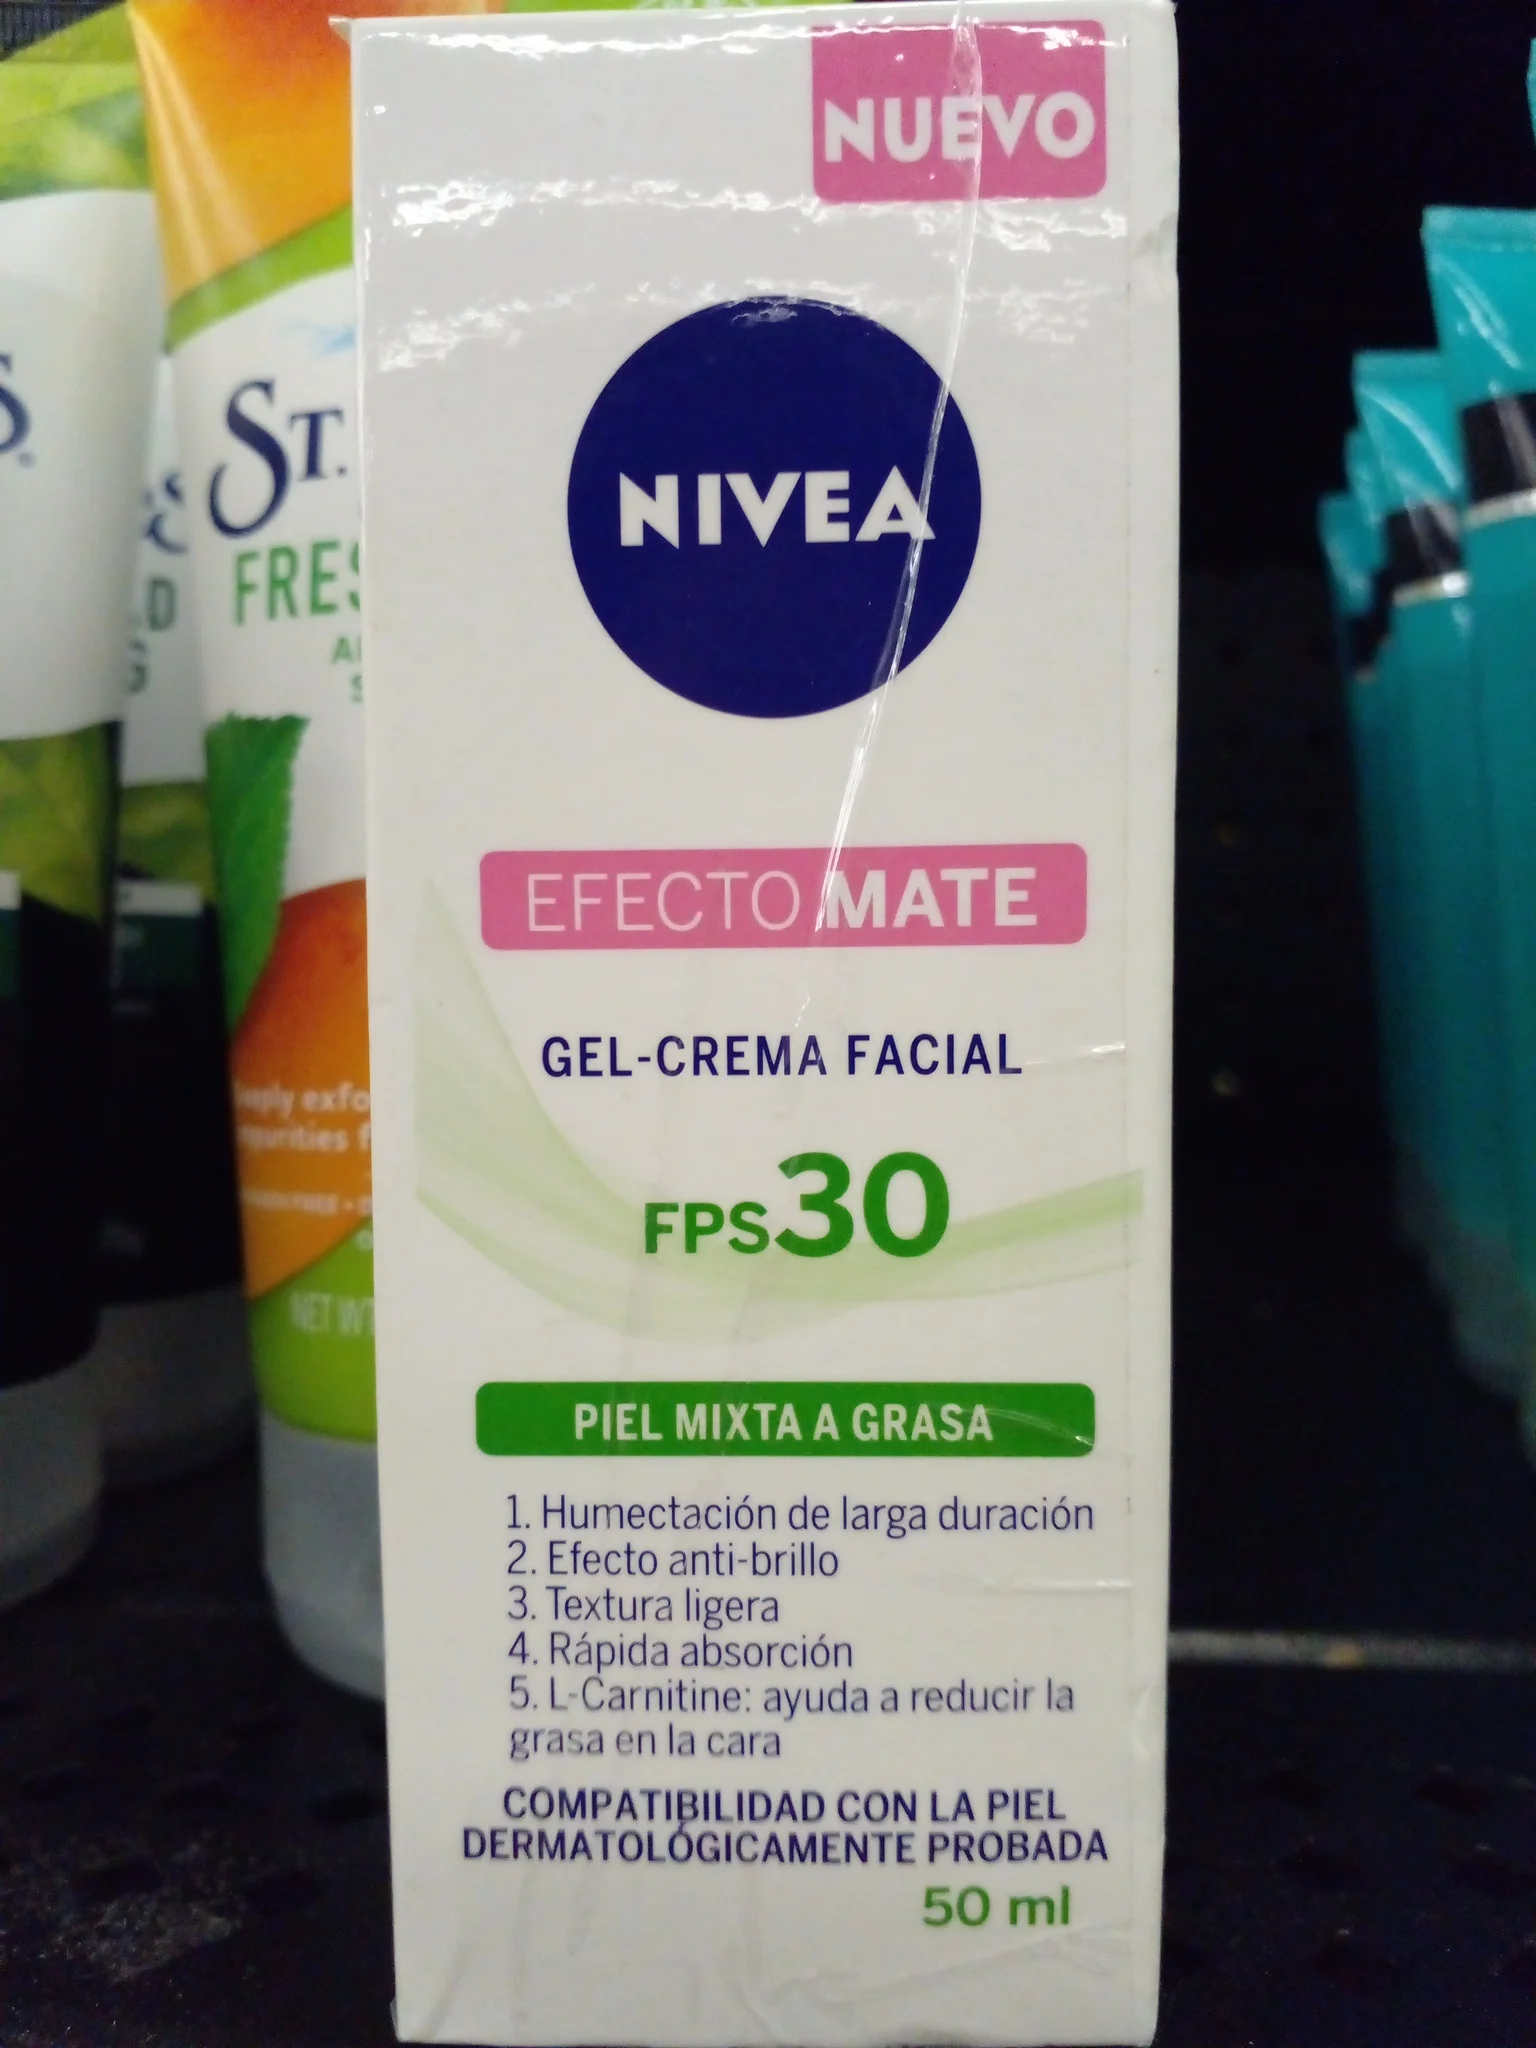 NUEVO
NIVEA
EFECTO MATE
GEL-CREMA FACIAL
FPS30
PIEL MIXTA A GRASA
1. Humectación de larga duración
2. Efecto anti-brillo
3. Textura ligera
4. Rápida absorción
5. L-Carnitine: ayuda a reducir la
grasa en la cara
COMPATIBILIDAD CON LA PIEL
DERMATOLÓGICAMENTE PROBADA
50 ml
ST.
NET WT